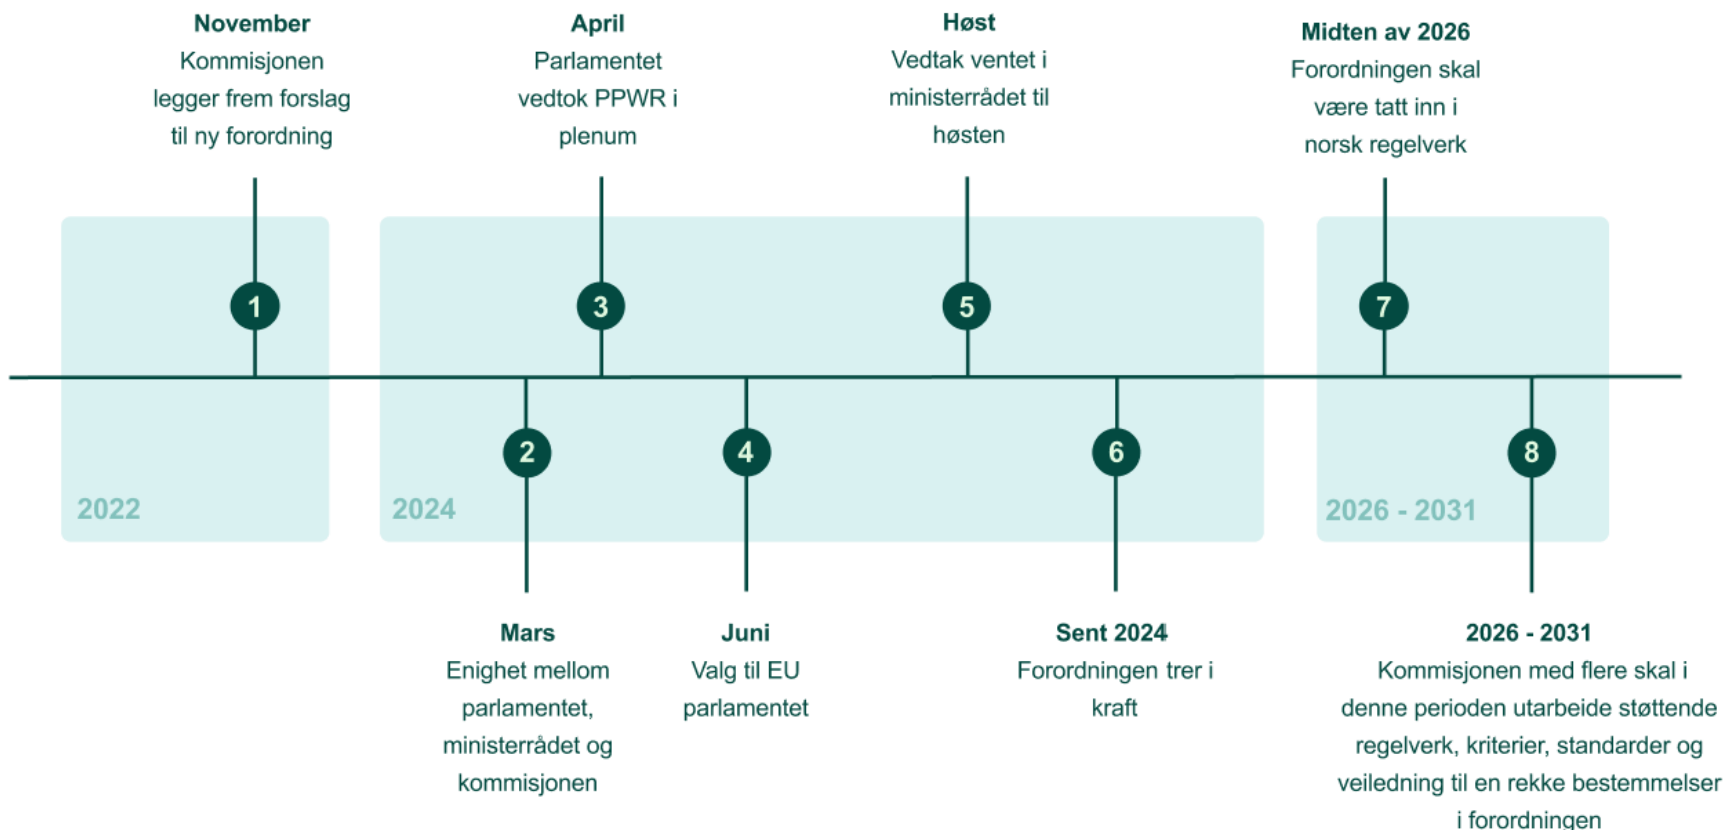 November
Kommisjonen
legger frem forslag
til ny forordning
April
Parlamentet
vedtok PPWR i
plenum
Høst
Vedtak ventet i
ministerrådet til
høsten
Midten av 2026
Forordningen skal
være tatt inn i
norsk regelverk
1
3
5
7
2
4
6
8
2022
2024
2026 - 2031
Mars
Enighet mellom
parlamentet,
ministerrådet og
kommisjonen
Juni
Valg til EU
parlamentet
Sent 2024
Forordningen trer i
kraft
2026 - 2031
Kommisjonen med flere skal i
denne perioden utarbeide støttende
regelverk, kriterier, standarder og
veiledning til en rekke bestemmelser
i forordningen